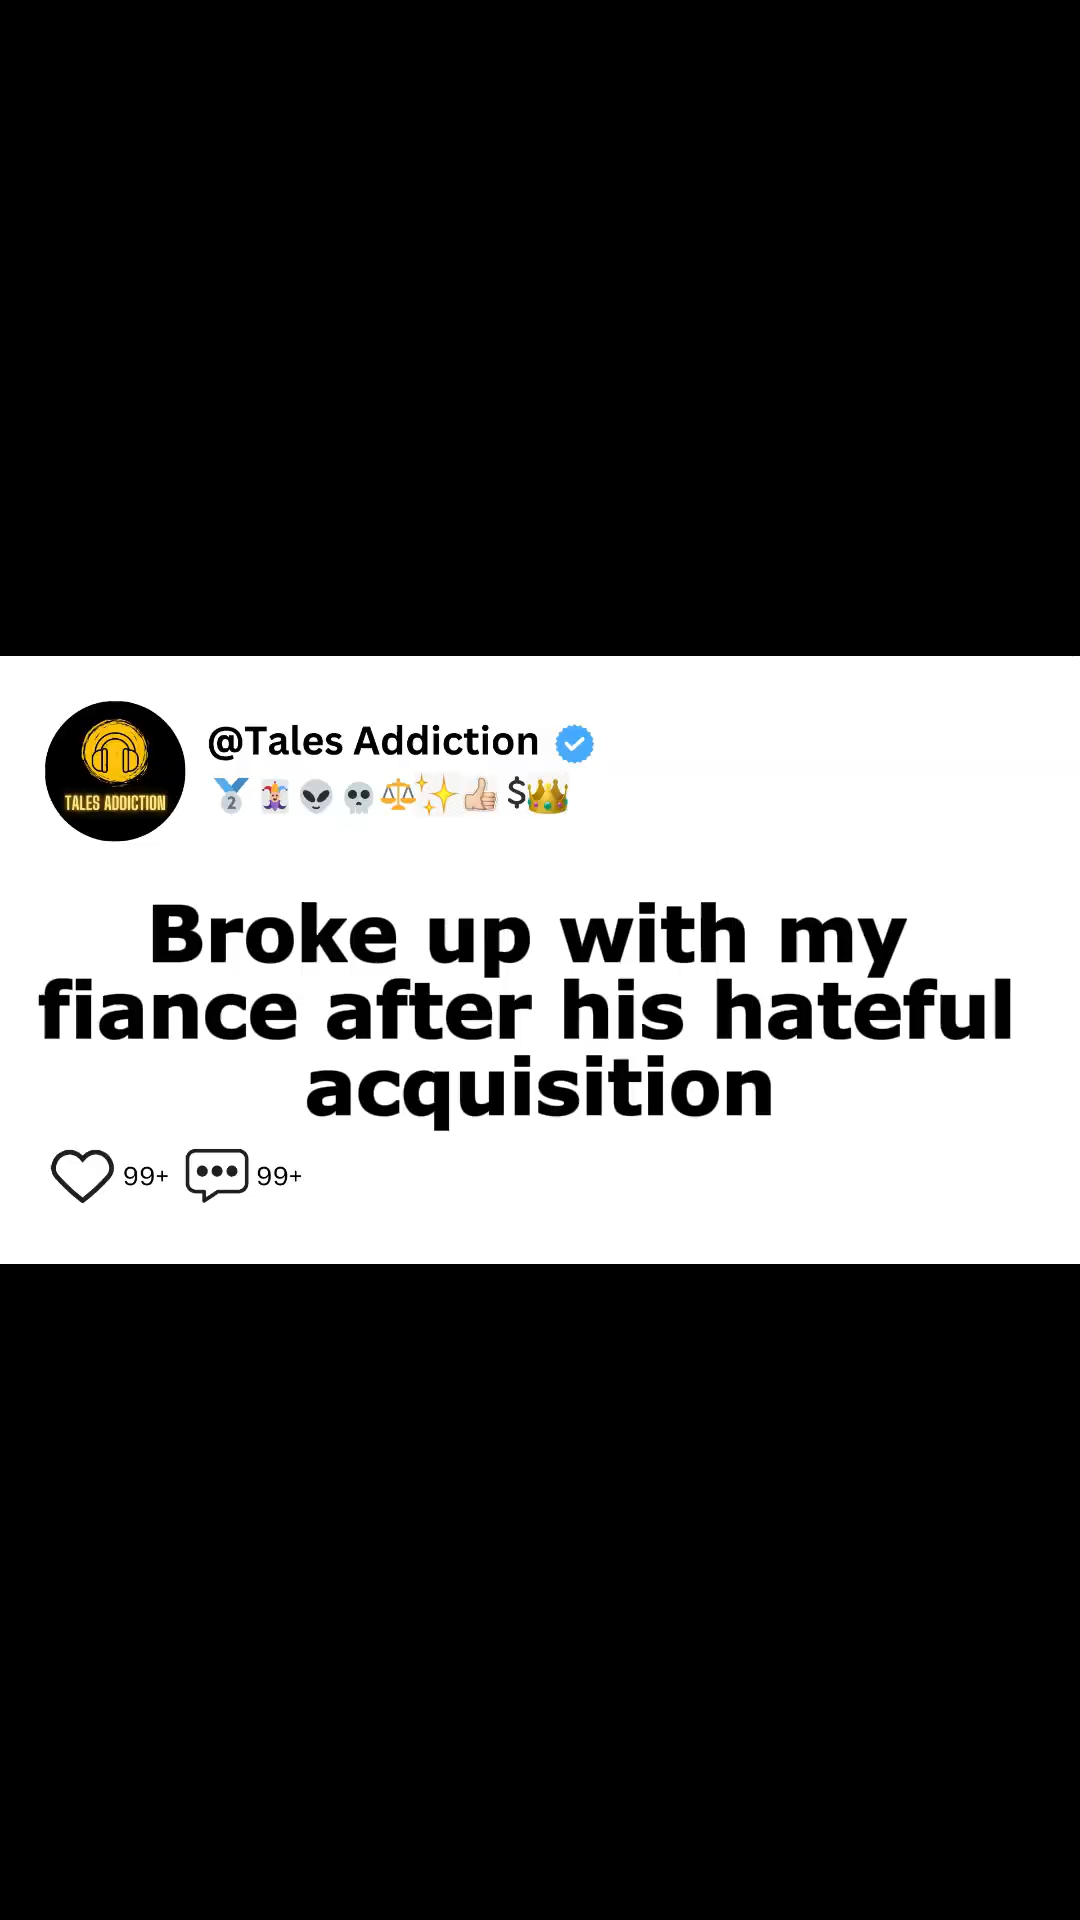 @Tales Addiction
TALES ADDICTION
$
Broke up with my
fiance after his hateful
acquisition
99+ 99+